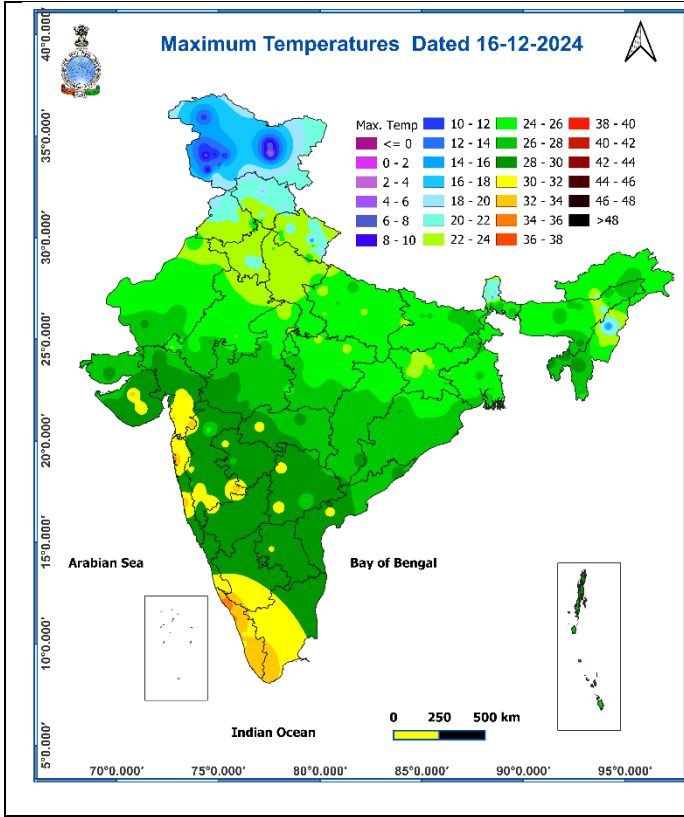 Maximum Temperatures Dated 16-12-2024
Max. Temp
<= 0
0 - 2
2 - 4
4 - 6
6 - 8
8 - 10
10 - 12
12 - 14
14 - 16
16 - 18
18 - 20
20 - 22
22 - 24
24 - 26
26 - 28
28 - 30
30 - 32
32 - 34
34 - 36
36 - 38
38 - 40
40 - 42
42 - 44
44 - 46
46 - 48
>48
40°0.000'
35°0.000'
30°0.000'
25°0.000'
20°0.000'
15°0.000'
10°0.000'
5°0.000'
Arabian Sea
Bay of Bengal
Indian Ocean
0 250 500 km
70°0.000' 75°0.000' 80°0.000' 85°0.000' 90°0.000' 95°0.000'